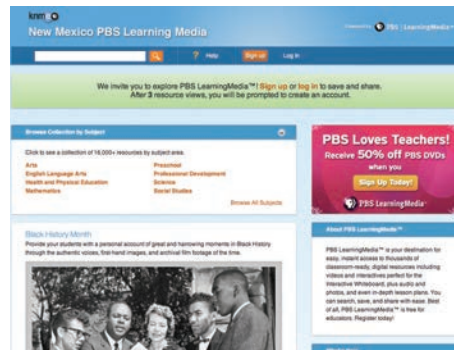 knme
New Mexico PBS Learning Media
Powered by PBS | LearningMedia™
? Help Sign up Log In
We invite you to explore PBS LearningMedia™! Sign up or log in to save and share.
After 3 resource views, you will be prompted to create an account.
Browse Collection by Subject
Click to see a collection of 16,000+ resources by subject area.
Arts
English Language Arts
Health and Physical Education
Mathematics
Preschool
Professional Development
Science
Social Studies
Browse All Subjects
Black History Month
Provide your students with a personal account of great and harrowing moments in Black History
through the authentic voices, first-hand images, and archival film footage of the time.
PBS Loves Teachers!
Receive 50% off PBS DVDs
when you
Sign Up Today!
PBS LearningMedia™
About PBS LearningMedia™
PBS LearningMedia™ is your destination for
easy, instant access to thousands of
classroom-ready, digital resources including
videos and interactives perfect for the
Interactive Whiteboard, plus audio and
photos, and even in-depth lesson plans. You
can search, save, and share with ease. Best
of all, PBS LearningMedia™ is free for
educators. Register today!